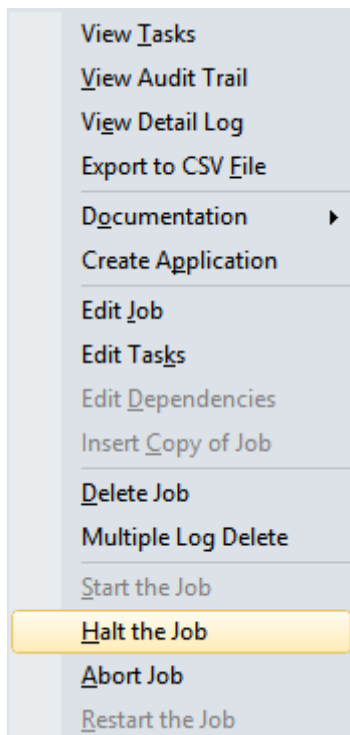 View Tasks
View Audit Trail
View Detail Log
Export to CSV File
Documentation
Create Application
Edit Job
Edit Tasks
Edit Dependencies
Insert Copy of Job
Delete Job
Multiple Log Delete
Start the Job
Halt the Job
Abort Job
Restart the Job